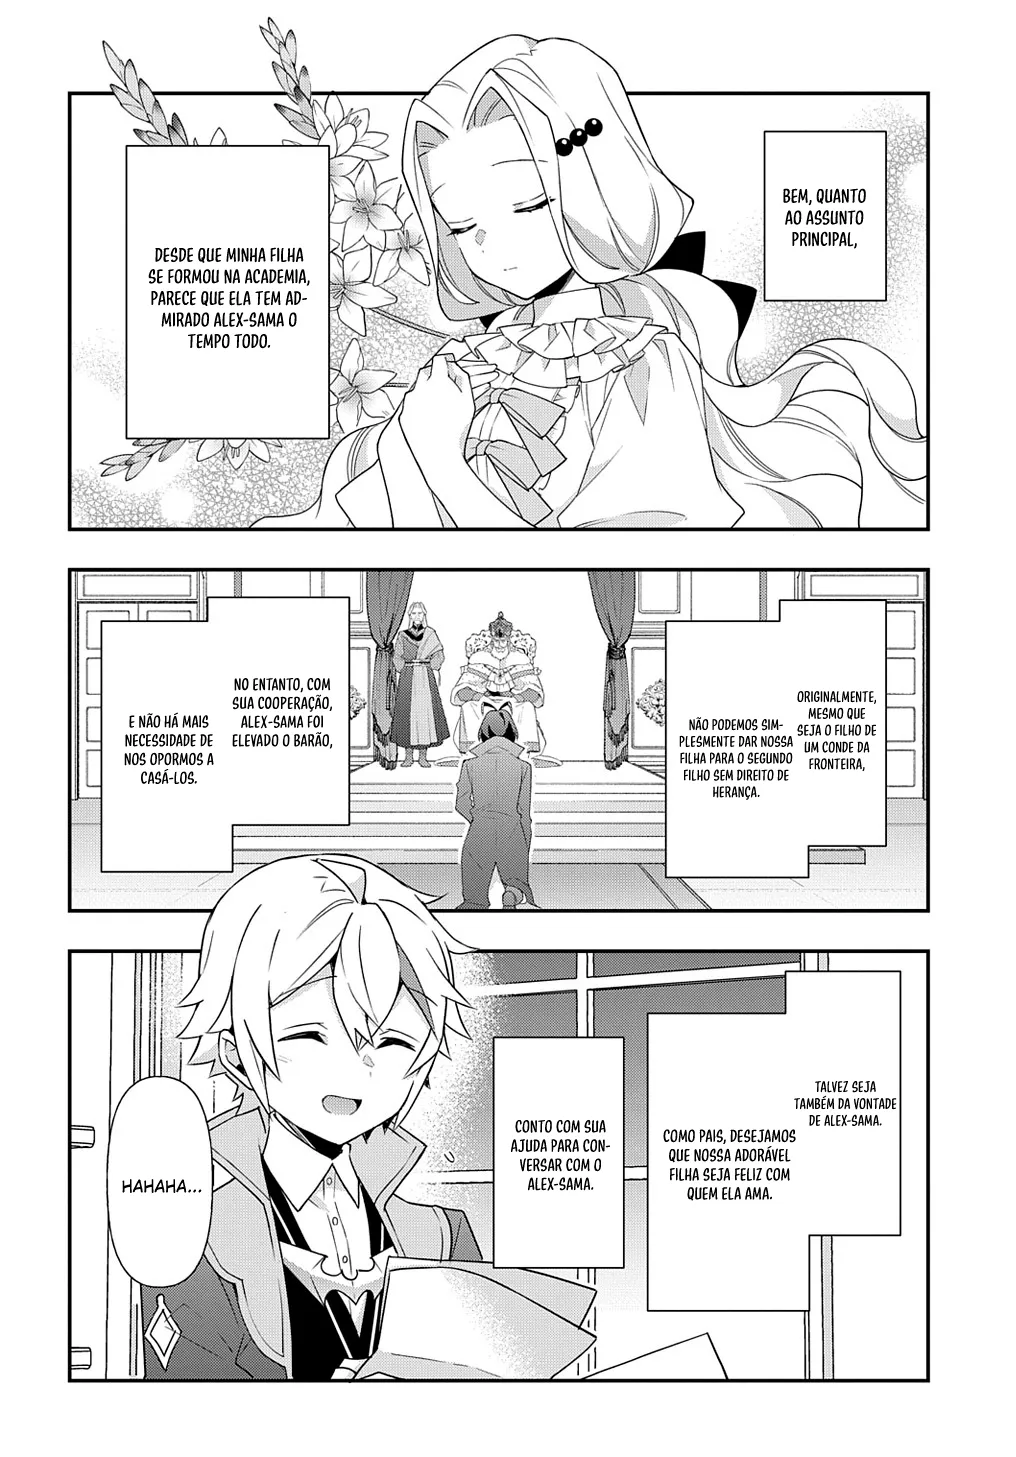 BEM, QUANTO
AO ASSUNTO
PRINCIPAL,
DESDE QUE MINHA FILHA
SE FORMOU NA ACADEMIA,
PARECE QUE ELA TEM AD-
MIRADO ALEX-SAMA O
TEMPO TODO.
ORIGINALMENTE,
MESMO QUE
SEJA O FILHO DE
UM CONDE DA
FRONTEIRA,
NÃO PODEMOS SIM-
PLESMENTE DAR NOSSA
FILHA PARA O SEGUNDO
FILHO SEM DIREITO DE
HERANÇA.
NO ENTANTO, COM
SUA COOPERAÇÃO,
ALEX-SAMA FOI
ELEVADO O BARÃO,
E NÃO HÁ MAIS
NECESSIDADE DE
NOS OPORMOS A
CASÁ-LOS.
TALVEZ SEJA
TAMBÉM DA VONTADE
DE ALEX-SAMA.
COMO PAIS, DESEJAMOS
QUE NOSSA ADORÁVEL
FILHA SEJA FELIZ COM
QUEM ELA AMA.
CONTO COM SUA
AJUDA PARA CON-
VERSAR COM O
ALEX-SAMA.
HAHAHA...